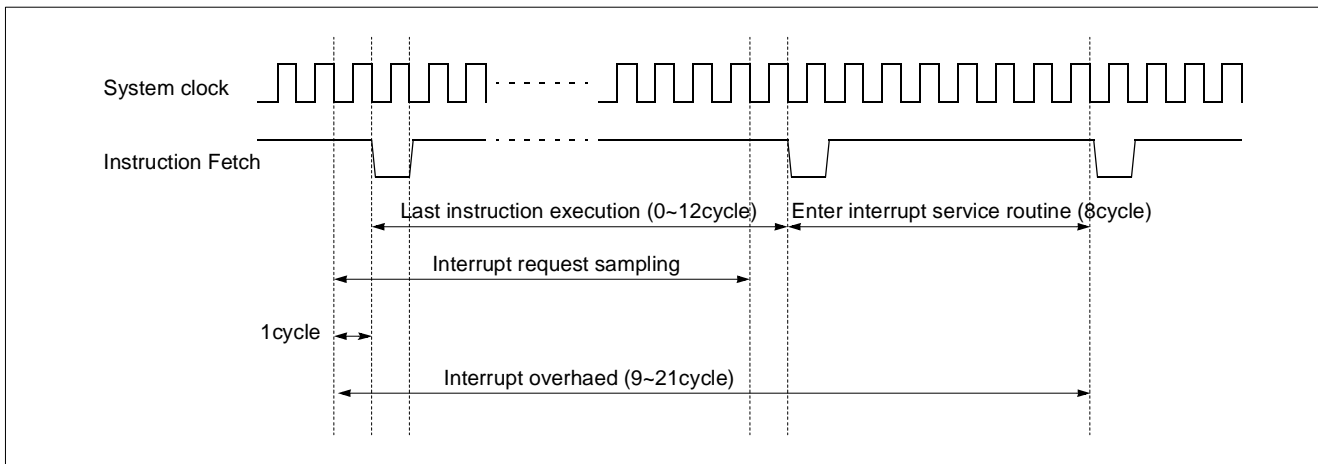 System clock
Instruction Fetch
Last instruction execution (0~12cycle)
Enter interrupt service routine (8cycle)
Interrupt request sampling
1cycle
Interrupt overhaed (9~21cycle)